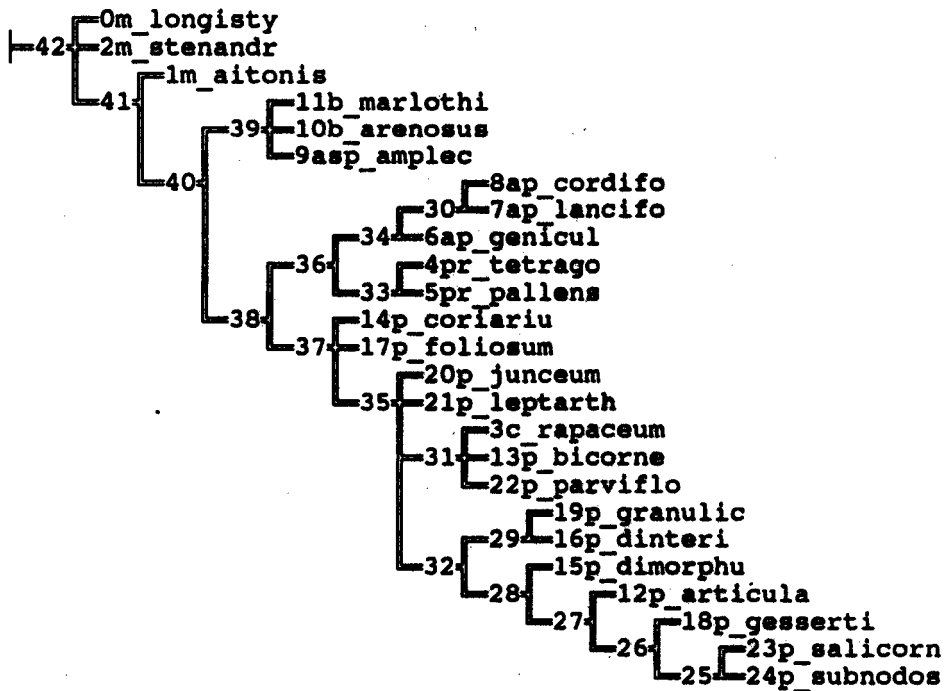 0m_longisty
42 2m_stenandr
1m_aitonis
41 11b_marlothi
39 10b_arenosus
9asp_amplec
40 8ap_cordifo
30 7ap_lancifo
34 6ap_genicul
36 4pr_tetrago
33 5pr_pallens
38 14p_coriariu
37 17p_foliosum
20p_junceum
35 21p_leptarth
3c_rapaceum
31 13p_bicorne
22p_parviflo
19p_granulic
29 16p_dinteri
32 15p_dimorphu
28 12p_articula
27 18p_gesserti
26 23p_salicorn
25 24p_subnodos